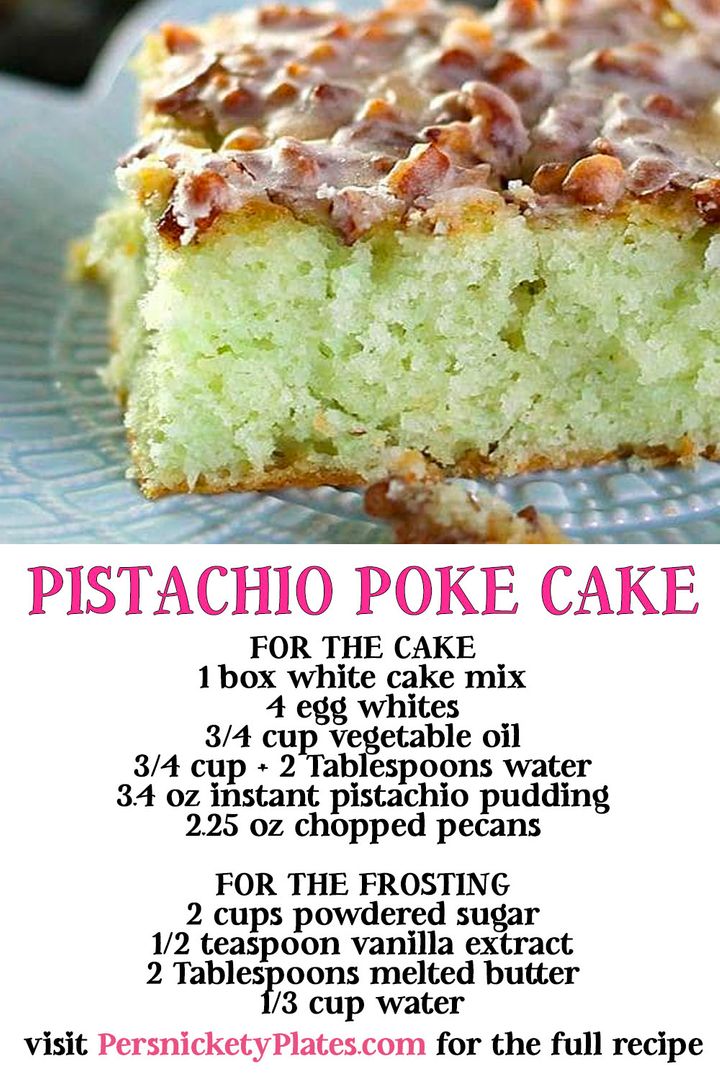 PISTACHIO POKE CAKE
FOR THE CAKE
1 box white cake mix
4 egg whites
3/4 cup vegetable oil
3/4 cup + 2 Tablespoons water
3.4 oz instant pistachio pudding
2.25 oz chopped pecans
FOR THE FROSTING
2 cups powdered sugar
1/2 teaspoon vanilla extract
2 Tablespoons melted butter
1/3 cup water
visit PersnicketyPlates.com for the full recipe